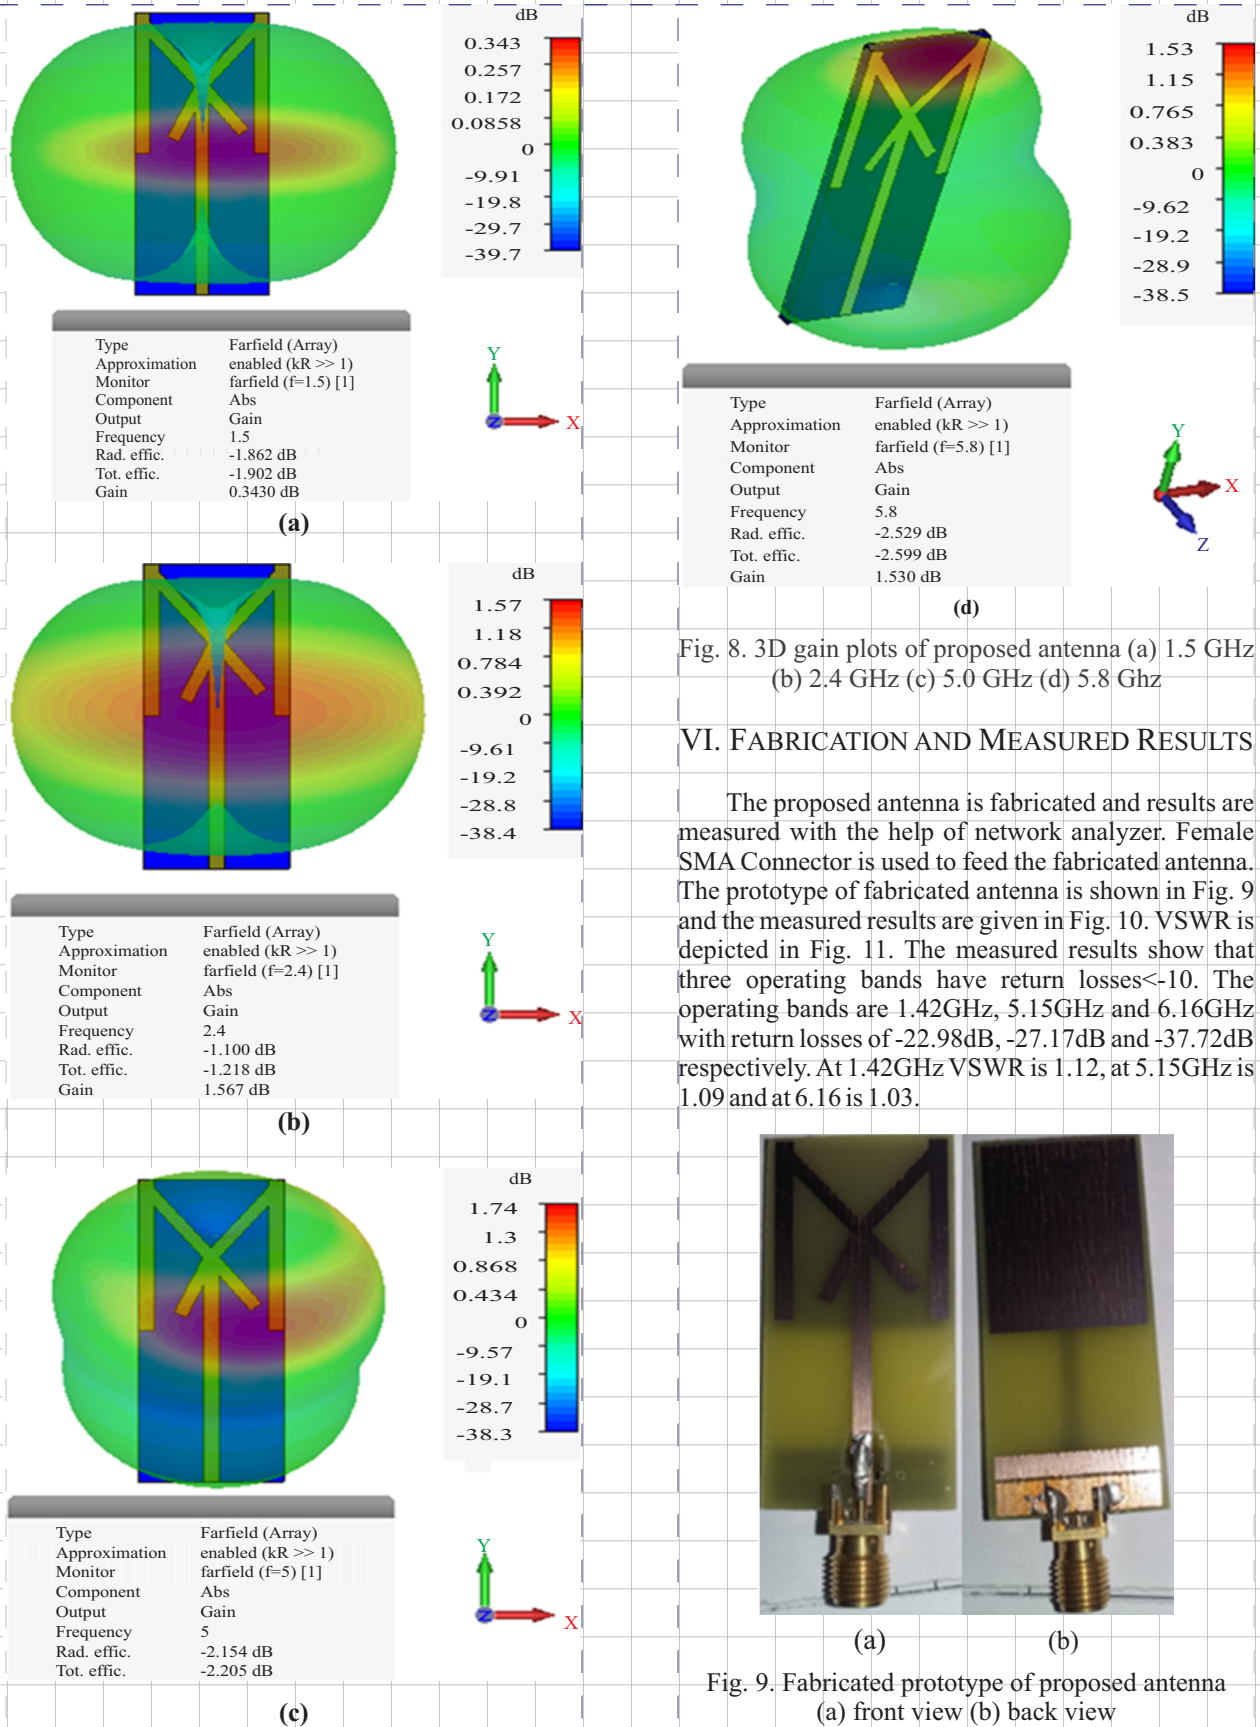 dB
0.343
0.257
0.172
0.0858
0
-9.91
-19.8
-29.7
-39.7
Type Farfield (Array)
Approximation enabled (kR >> 1)
Monitor farfield (f=1.5) [1]
Component Abs
Output Gain
Frequency 1.5
Rad. effic. -1.862 dB
Tot. effic. -1.902 dB
Gain 0.3430 dB
Y
Z X
(a)
dB
1.57
1.18
0.784
0.392
0
-9.61
-19.2
-28.8
-38.4
Type Farfield (Array)
Approximation enabled (kR >> 1)
Monitor farfield (f=2.4) [1]
Component Abs
Output Gain
Frequency 2.4
Rad. effic. -1.100 dB
Tot. effic. -1.218 dB
Gain 1.567 dB
Y
Z X
(b)
dB
1.74
1.3
0.868
0.434
0
-9.57
-19.1
-28.7
-38.3
Type Farfield (Array)
Approximation enabled (kR >> 1)
Monitor farfield (f=5) [1]
Component Abs
Output Gain
Frequency 5
Rad. effic. -2.154 dB
Tot. effic. -2.205 dB
Y
Z X
(c)
dB
1.53
1.15
0.765
0.383
0
-9.62
-19.2
-28.9
-38.5
Type Farfield (Array)
Approximation enabled (kR >> 1)
Monitor farfield (f=5.8) [1]
Component Abs
Output Gain
Frequency 5.8
Rad. effic. -2.529 dB
Tot. effic. -2.599 dB
Gain 1.530 dB
Y
X
Z
(d)
Fig. 8. 3D gain plots of proposed antenna (a) 1.5 GHz
(b) 2.4 GHz (c) 5.0 GHz (d) 5.8 Ghz
VI. FABRICATION AND MEASURED RESULTS
The proposed antenna is fabricated and results are
measured with the help of network analyzer. Female
SMA Connector is used to feed the fabricated antenna.
The prototype of fabricated antenna is shown in Fig. 9
and the measured results are given in Fig. 10. VSWR is
depicted in Fig. 11. The measured results show that
three operating bands have return losses<-10. The
operating bands are 1.42GHz, 5.15GHz and 6.16GHz
with return losses of -22.98dB, -27.17dB and -37.72dB
respectively. At 1.42GHz VSWR is 1.12, at 5.15GHz is
1.09 and at 6.16 is 1.03.
(a) (b)
Fig. 9. Fabricated prototype of proposed antenna
(a) front view (b) back view